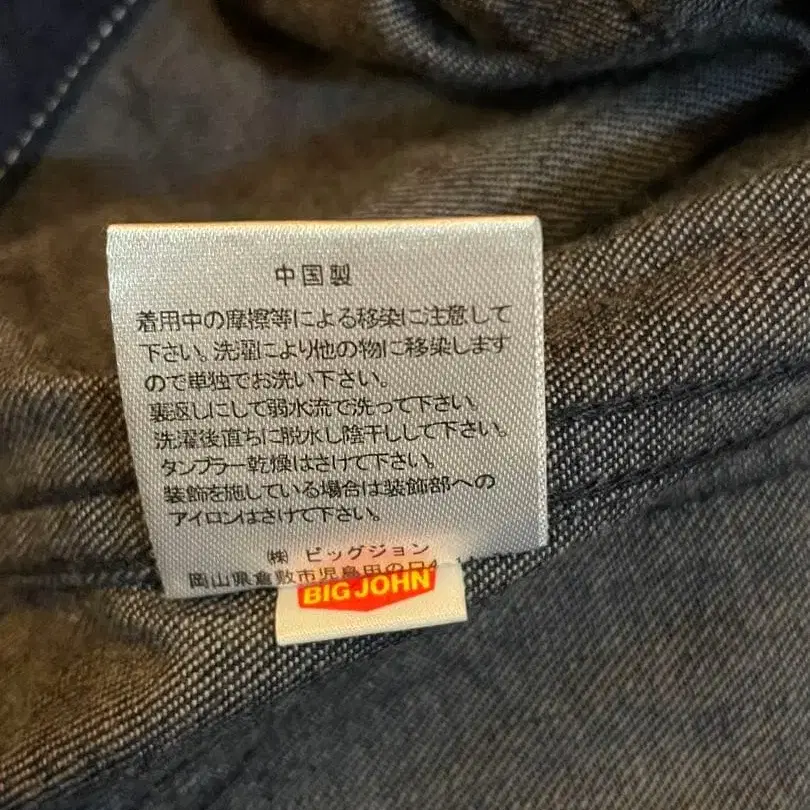 中国製
着用中の摩擦等による移染に注意して
下さい。洗濯により他の物に移染します
ので単独でお洗い下さい。
裏返しにして弱水流で洗って下さい。
洗濯後直ちに脱水し陰干しして下さい。
タンブラー乾燥はさけて下さい。
装飾を施している場合は装飾部への
アイロンはさけて下さい。
㈱ ビッグジョン
岡山県倉敷市児島田の口4
BIG JOHN